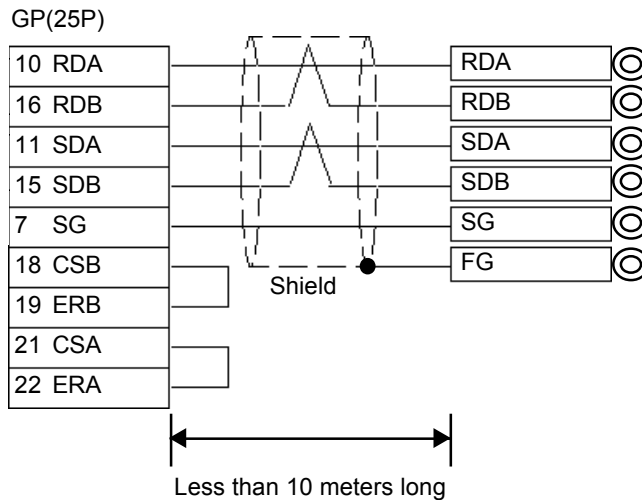 GP(25P)
10 RDA RDA
16 RDB RDB
11 SDA SDA
15 SDB SDB
7 SG SG
18 CSB FG
Shield
19 ERB
21 CSA
22 ERA
Less than 10 meters long